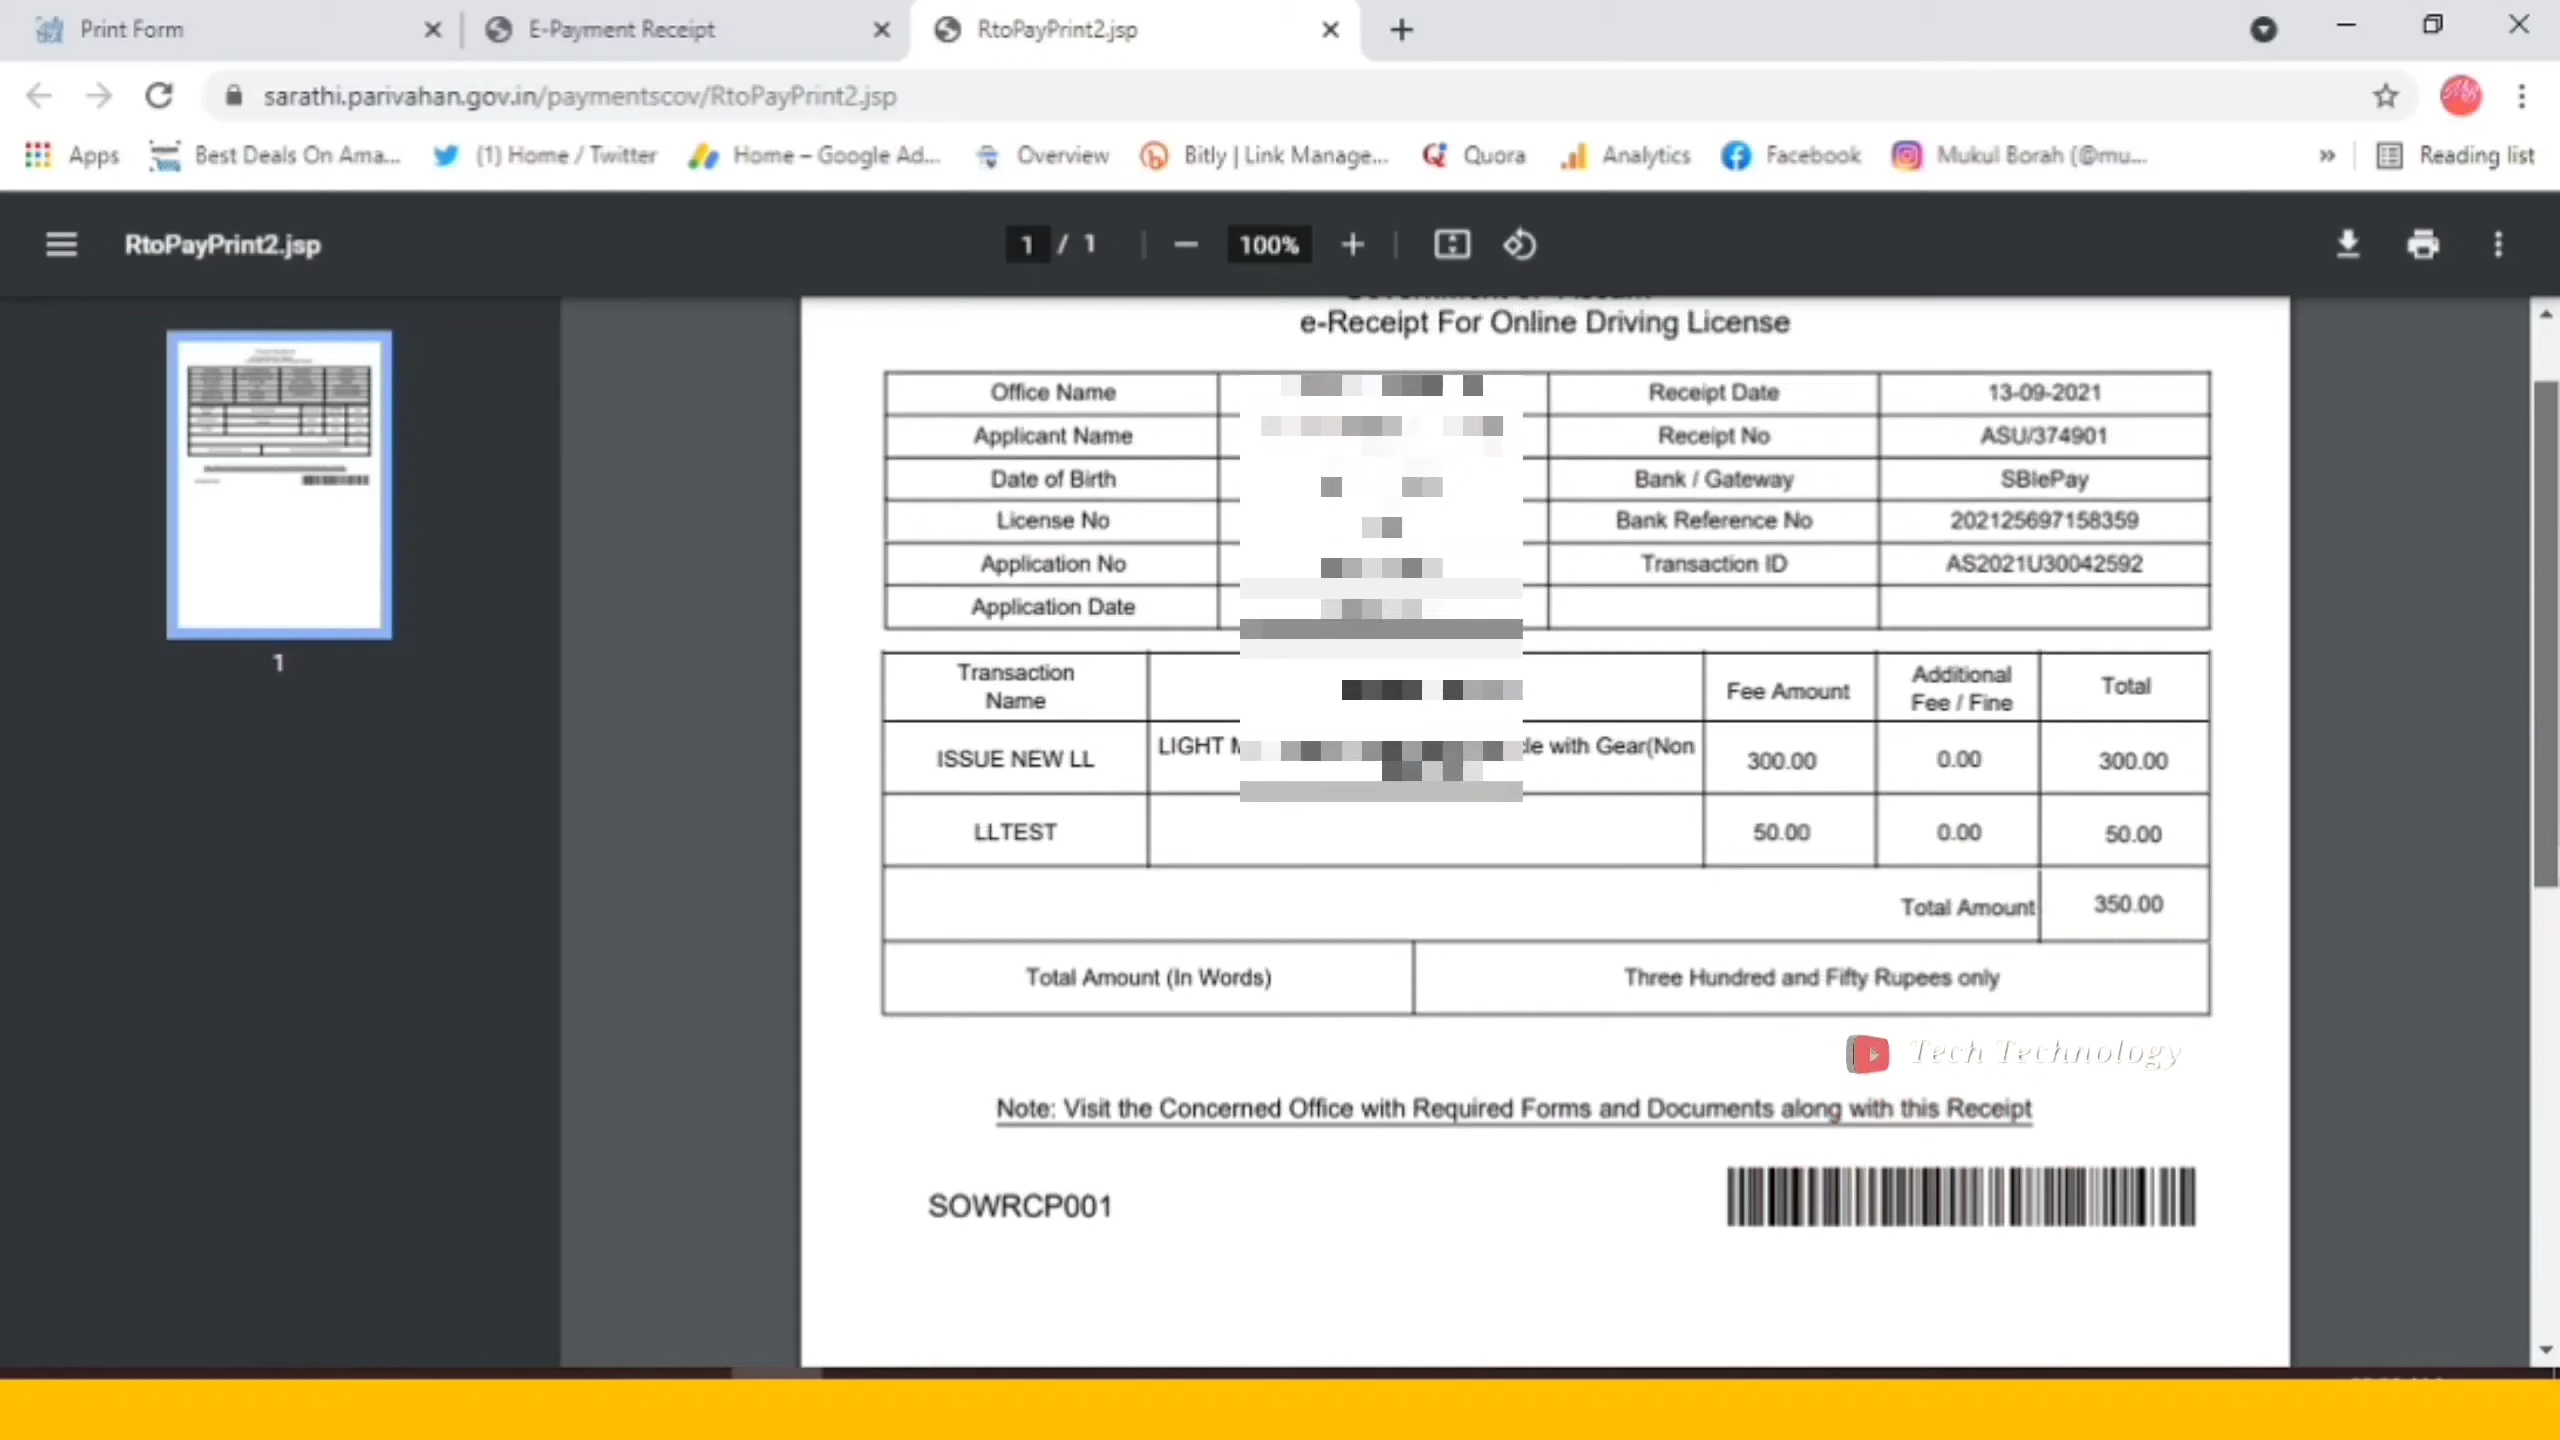 Print Form
E-Payment Receipt
RtoPayPrint2.jsp
sarathi.parivahan.gov.in/paymentscov/RtoPayPrint2.jsp
Apps
Best Deals On Ama...
(1) Home / Twitter
Home – Google Ad...
Overview
Bitly | Link Manage...
Quora
Analytics
Facebook
Mukul Borah (@mu...
»
Reading list
RtoPayPrint2.jsp
1 / 1
100%
1
e-Receipt For Online Driving License
Office Name
Receipt Date 13-09-2021
Applicant Name
Receipt No ASU/374901
Date of Birth
Bank / Gateway SBIePay
License No
Bank Reference No 202125697158359
Application No
Transaction ID AS2021U30042592
Application Date
Transaction
Name
Fee Amount
Additional
Fee / Fine
Total
ISSUE NEW LL LIGHT with Gear(Non 300.00 0.00 300.00
LLTEST 50.00 0.00 50.00
Total Amount 350.00
Total Amount (In Words) Three Hundred and Fifty Rupees only
Tech Technology
Note: Visit the Concerned Office with Required Forms and Documents along with this Receipt
SOWRCP001